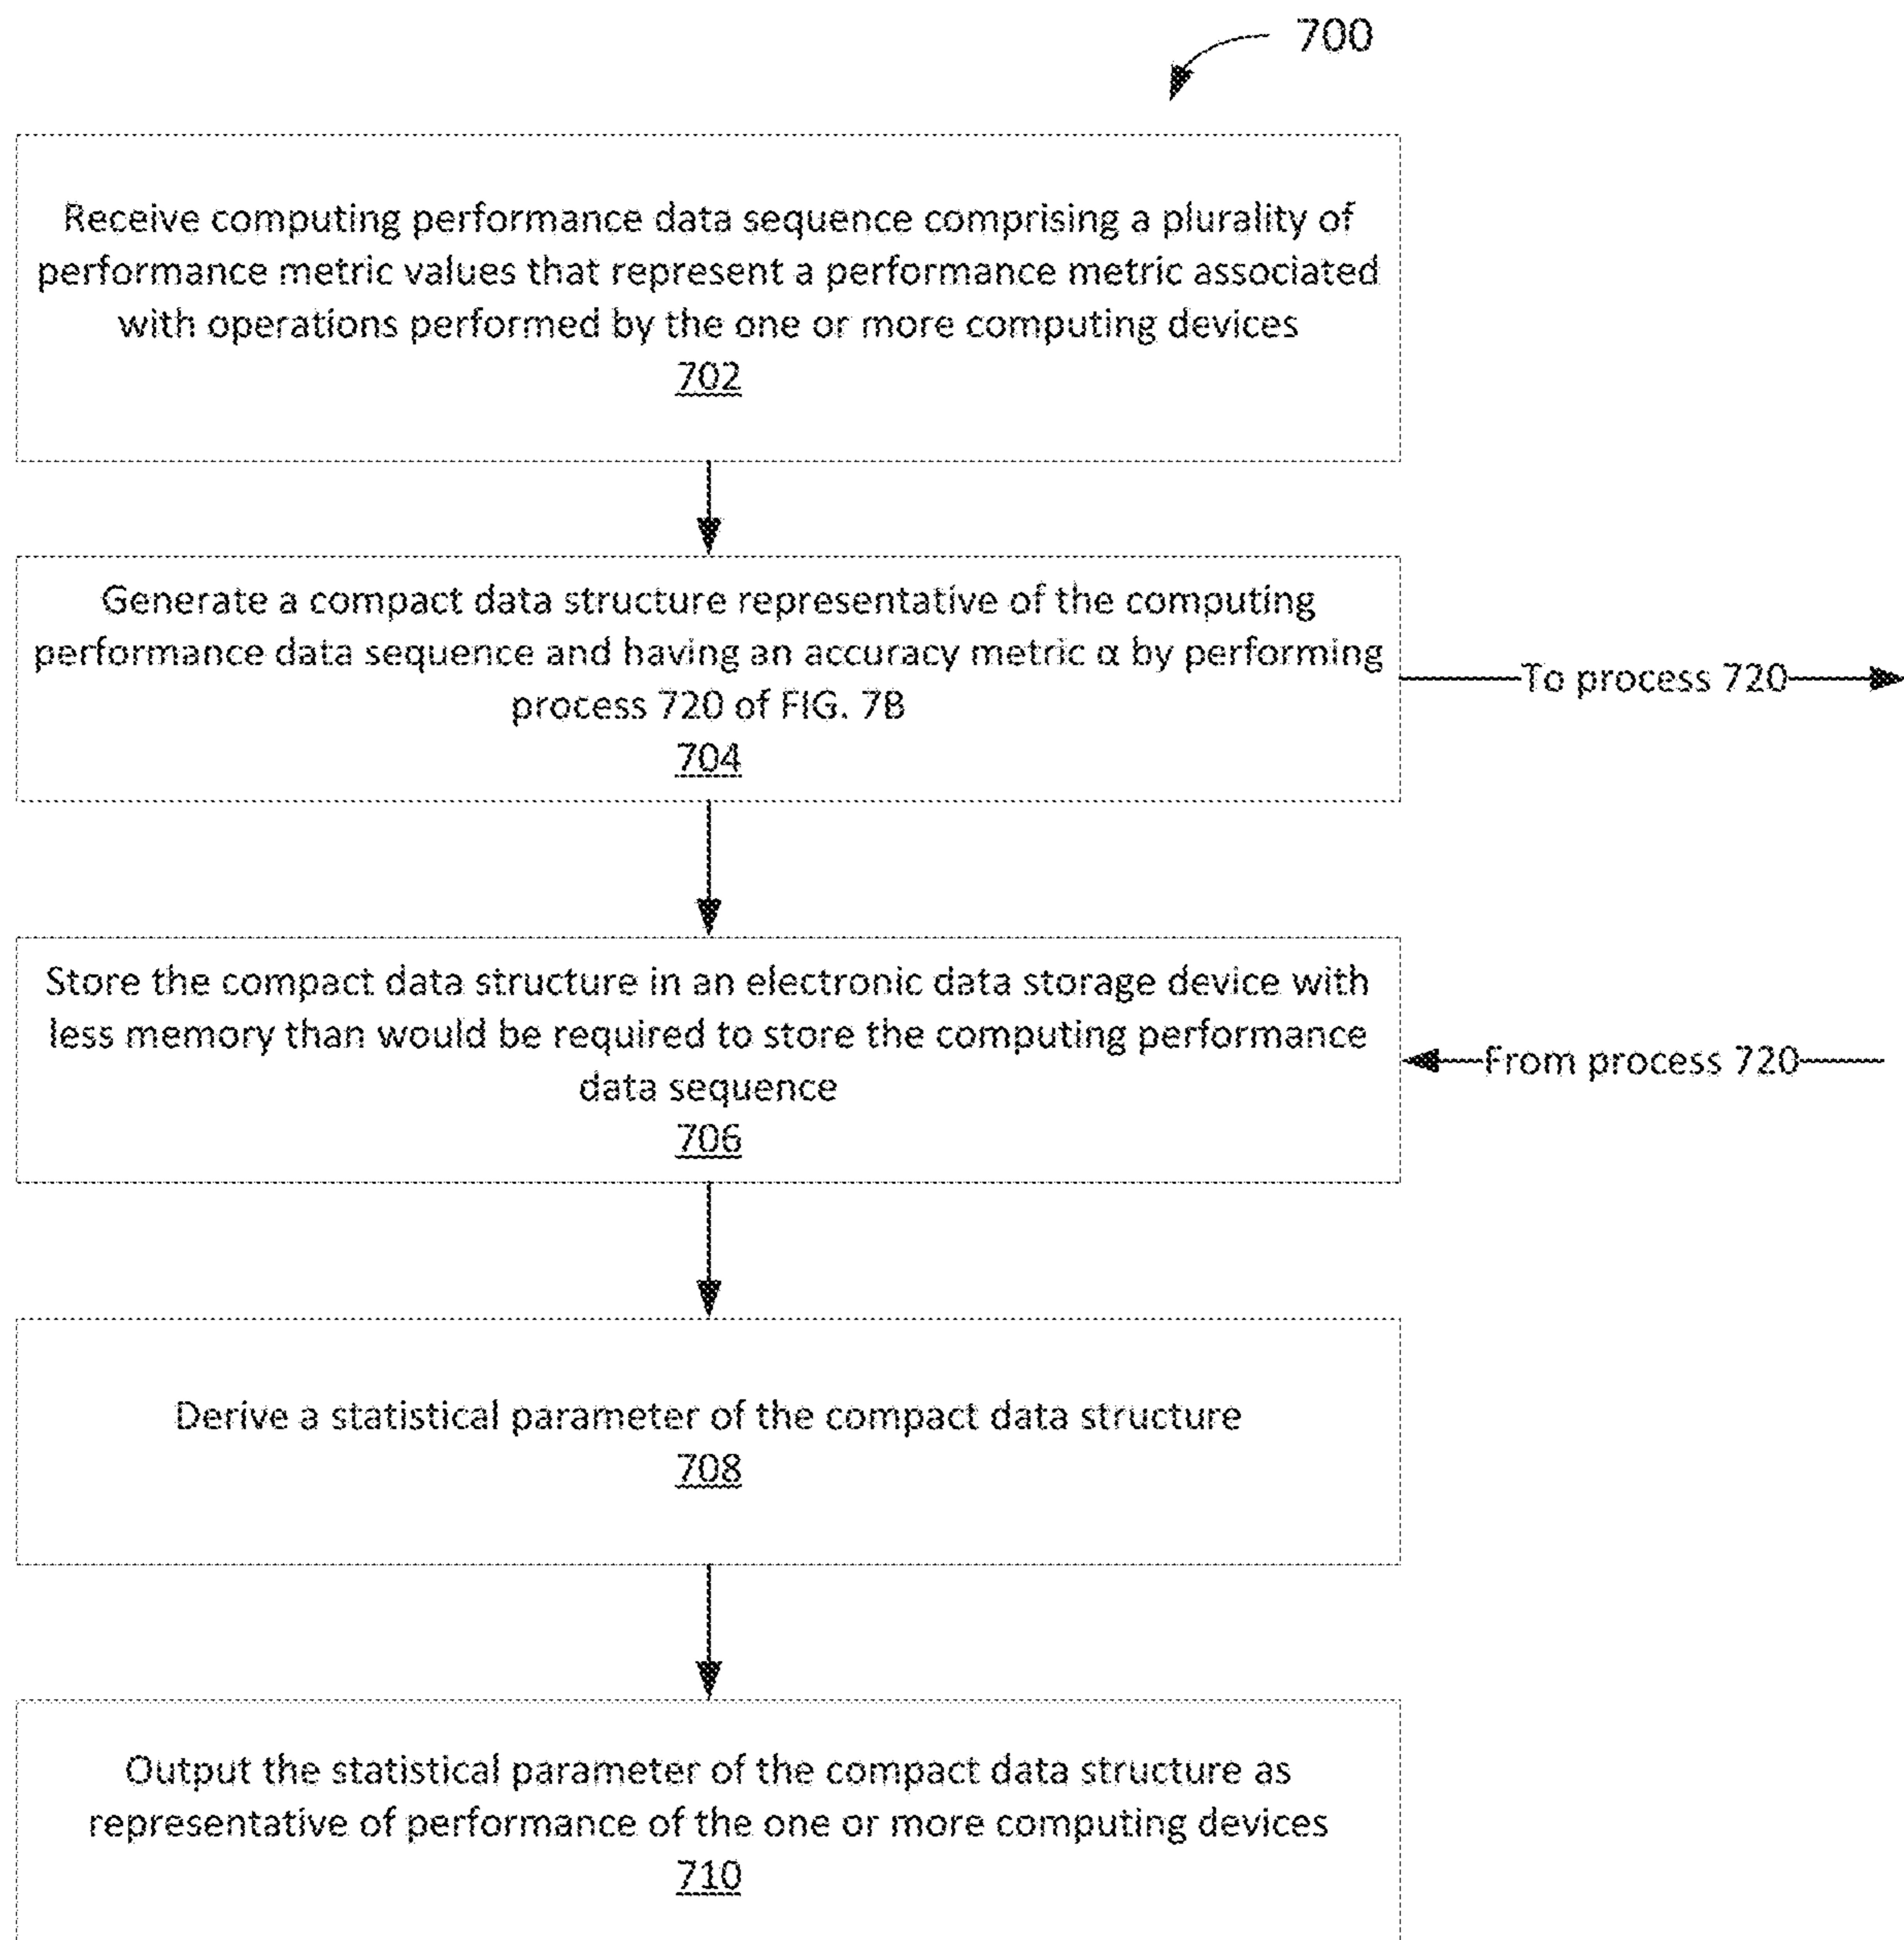 700
Receive computing performance data sequence comprising a plurality of
performance metric values that represent a performance metric associated
with operations performed by the one or more computing devices
702
Generate a compact data structure representative of the computing
performance data sequence and having an accuracy metric α by performing
process 720 of FIG. 7B
704
To process 720
Store the compact data structure in an electronic data storage device with
less memory than would be required to store the computing performance
data sequence
706
From process 720
Derive a statistical parameter of the compact data structure
708
Output the statistical parameter of the compact data structure as
representative of performance of the one or more computing devices
710